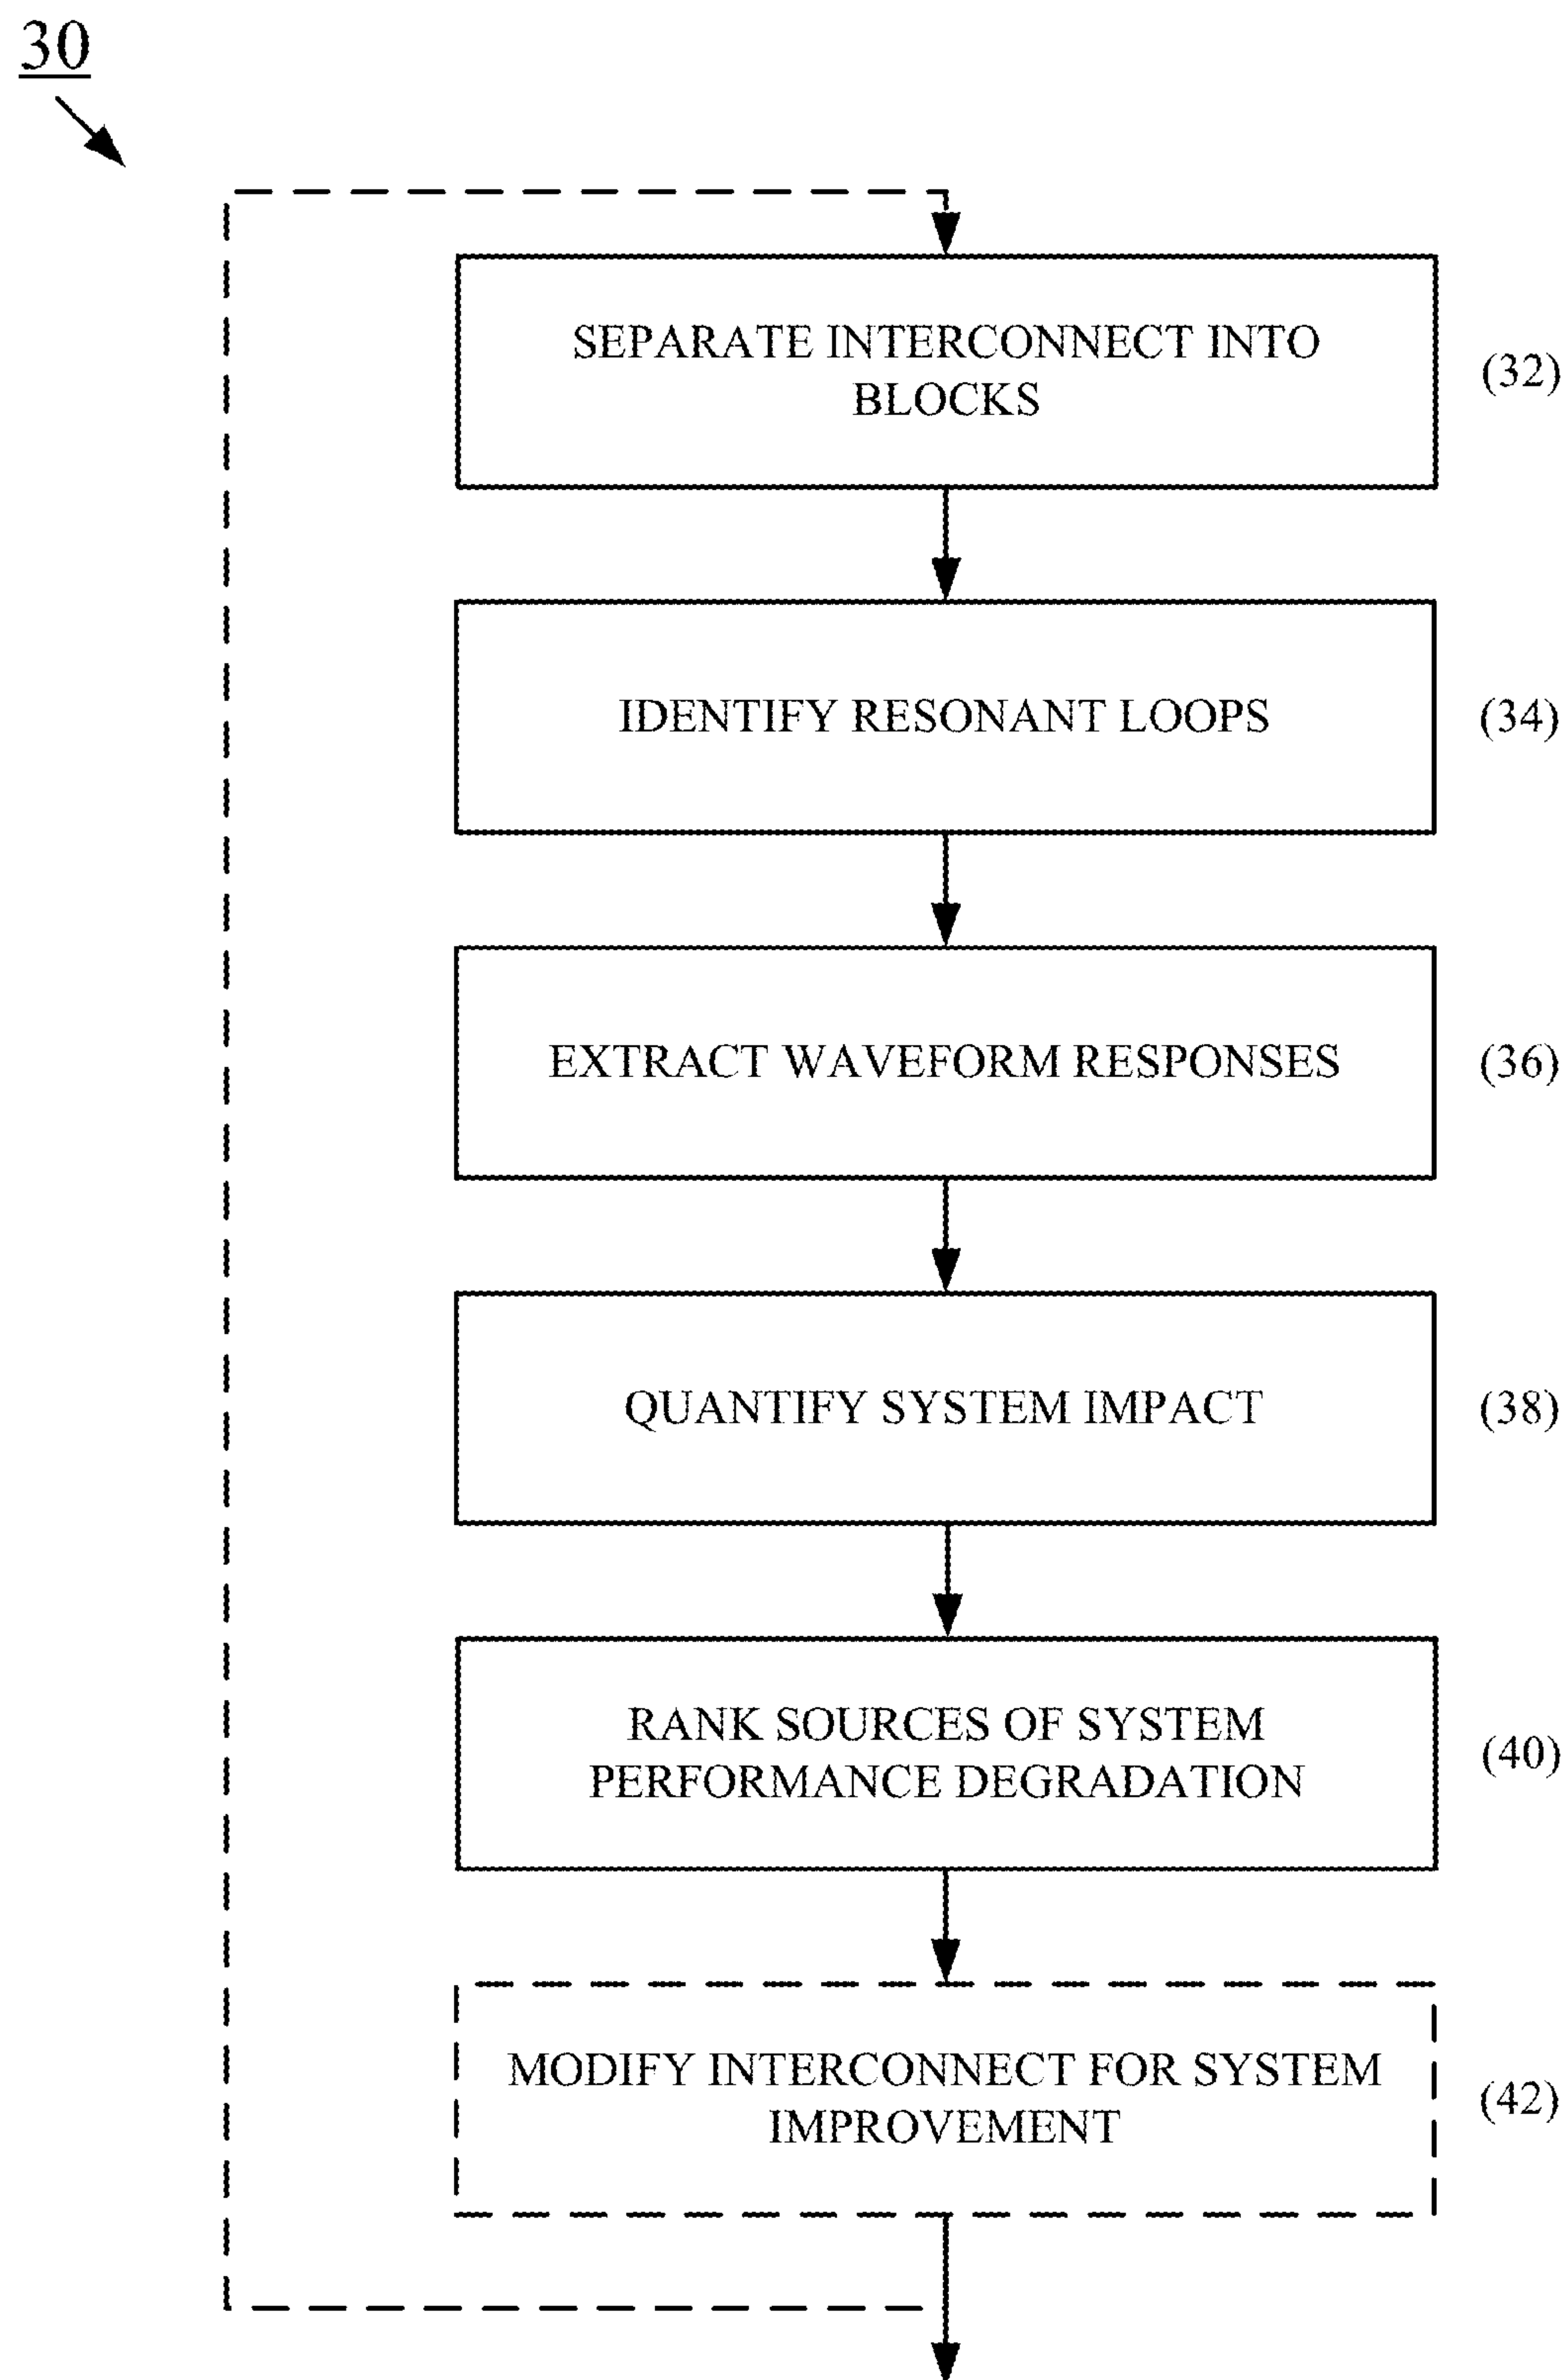 30
SEPARATE INTERCONNECT INTO
BLOCKS
(32)
IDENTIFY RESONANT LOOPS
(34)
EXTRACT WAVEFORM RESPONSES
(36)
QUANTIFY SYSTEM IMPACT
(38)
RANK SOURCES OF SYSTEM
PERFORMANCE DEGRADATION
(40)
MODIFY INTERCONNECT FOR SYSTEM
IMPROVEMENT
(42)